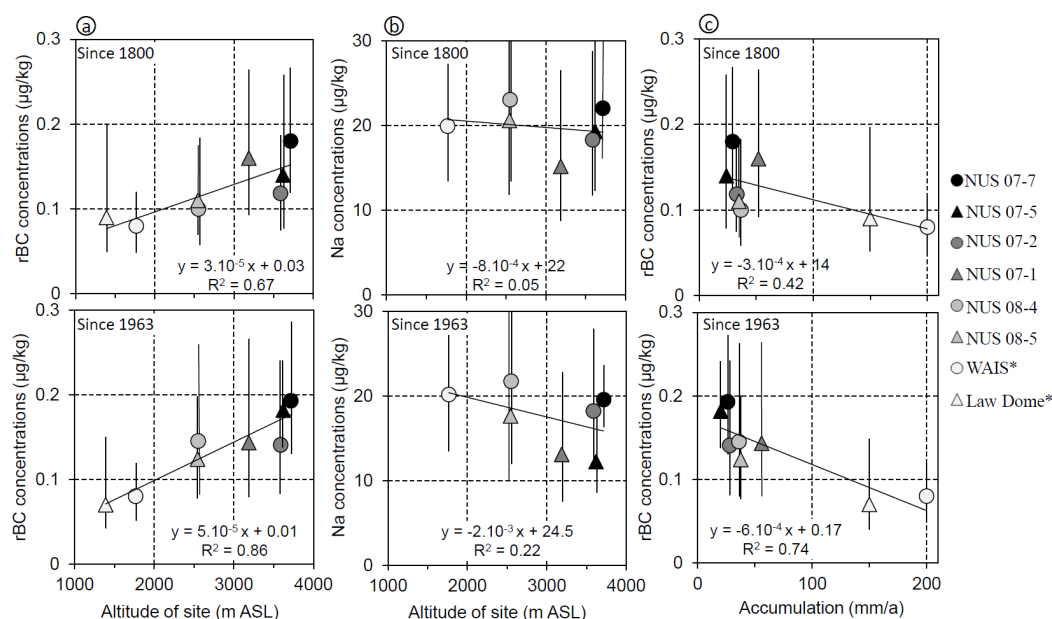 a
b
c
0.3
0.2
0.1
0
rBC concentrations (µg/kg)
Since 1800
y = 3.10-5 x + 0.03
R2 = 0.67
30
20
10
0
Na concentrations (µg/kg)
Since 1800
y = -8.10-4 x + 22
R2 = 0.05
0.3
0.2
0.1
0
rBC concentrations (µg/kg)
Since 1800
y = -3.10-4 x + 14
R2 = 0.42
0.3
0.2
0.1
0
rBC concentrations (µg/kg)
Since 1963
y = 5.10-5 x + 0.01
R2 = 0.86
1000 2000 3000 4000
Altitude of site (m ASL)
30
20
10
0
Na concentrations (µg/kg)
Since 1963
y = -2.10-3 x + 24.5
R2 = 0.22
1000 2000 3000 4000
Altitude of site (m ASL)
0.3
0.2
0.1
0
rBC concentrations (µg/kg)
Since 1963
y = -6.10-4 x + 0.17
R2 = 0.74
0 100 200
Accumulation (mm/a)
NUS 07-7
NUS 07-5
NUS 07-2
NUS 07-1
NUS 08-4
NUS 08-5
WAIS*
Law Dome*